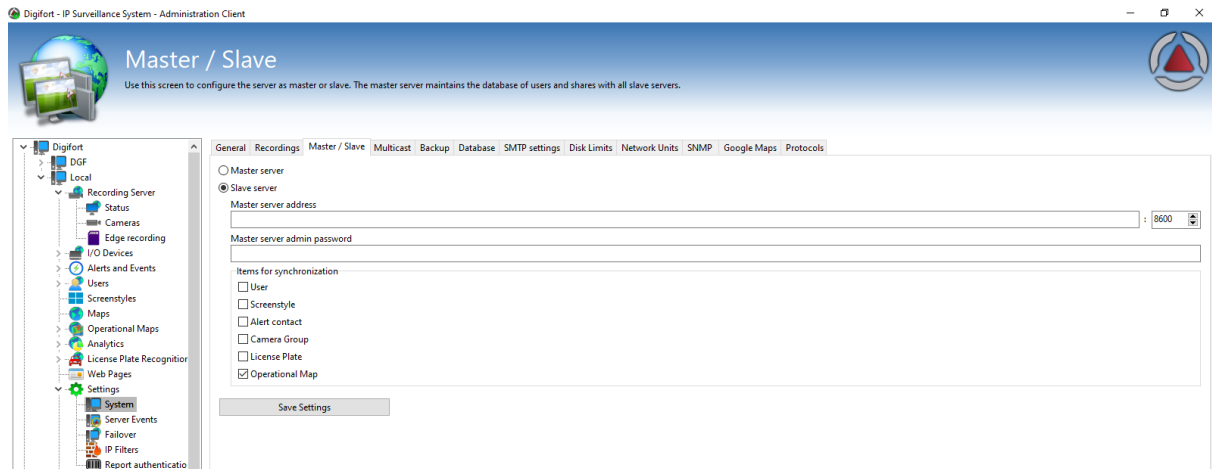 Digifort - IP Surveillance System - Administration Client
Master / Slave
Use this screen to configure the server as master or slave. The master server maintains the database of users and shares with all slave servers.
Digifort
DGF
Local
Recording Server
Status
Cameras
Edge recording
I/O Devices
Alerts and Events
Users
Screenstyles
Maps
Operational Maps
Analytics
License Plate Recognition
Web Pages
Settings
System
Server Events
Failover
IP Filters
Report authenticatio
General Recordings Master / Slave Multicast Backup Database SMTP settings Disk Limits Network Units SNMP Google Maps Protocols
Master server
Slave server
Master server address
: 8600
Master server admin password
Items for synchronization
User
Screenstyle
Alert contact
Camera Group
License Plate
Operational Map
Save Settings